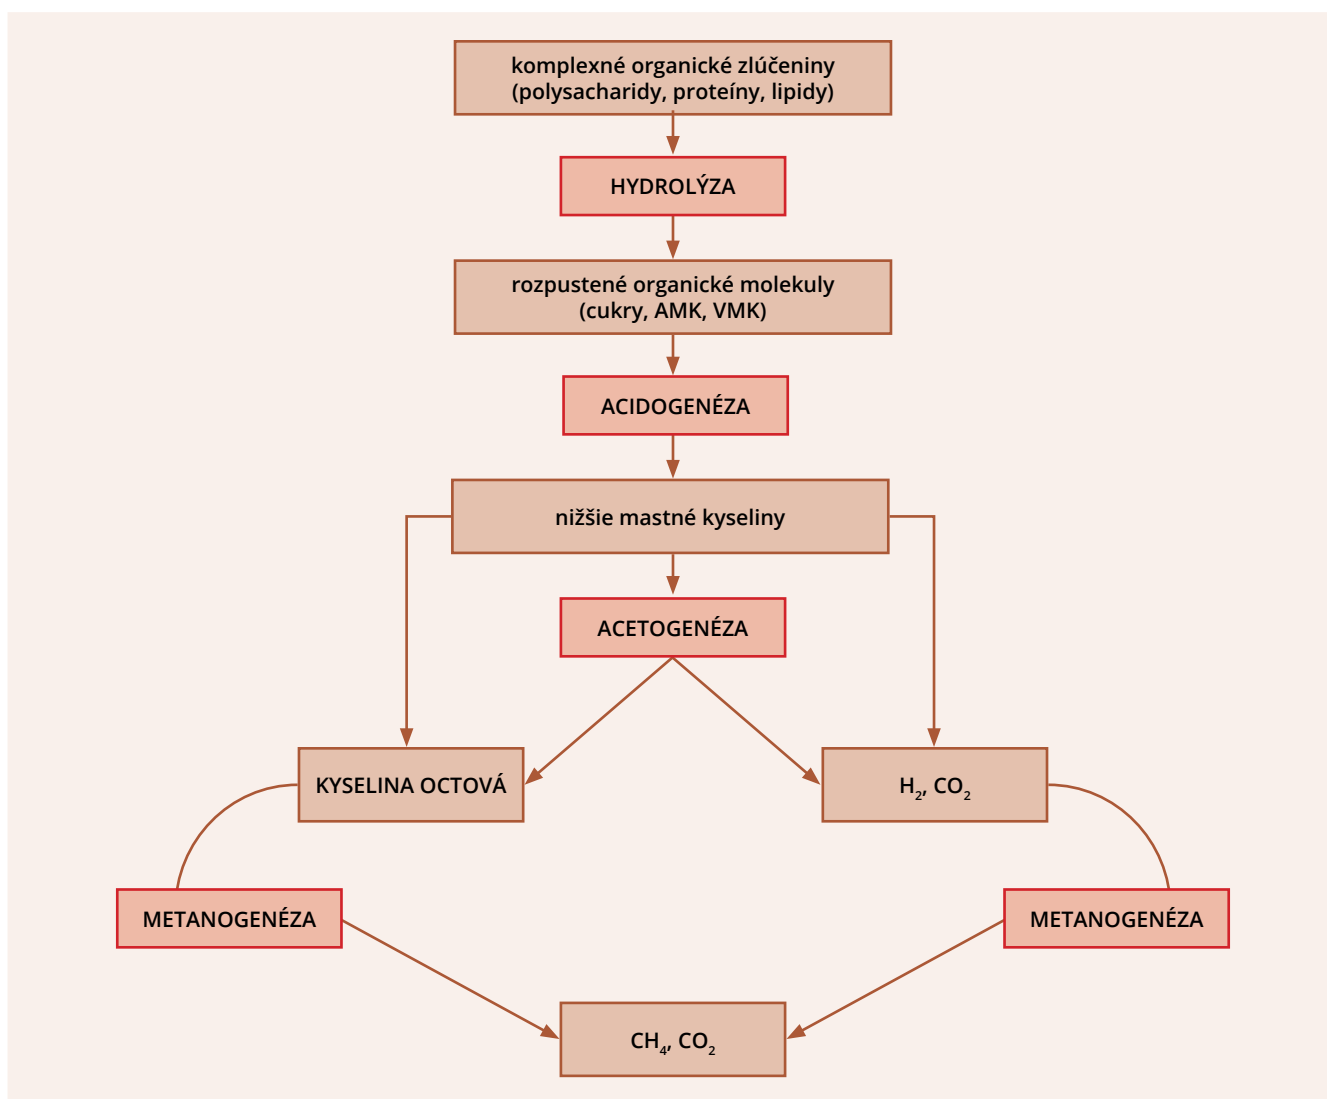 komplexné organické zlúčeniny
(polysacharidy, proteíny, lipidy)
HYDROLÝZA
rozpustené organické molekuly
(cukry, AMK, VMK)
ACIDOGENÉZA
nižšie mastné kyseliny
ACETOGENÉZA
KYSELINA OCTOVÁ
H₂, CO₂
METANOGENÉZA
METANOGENÉZA
CH₄, CO₂